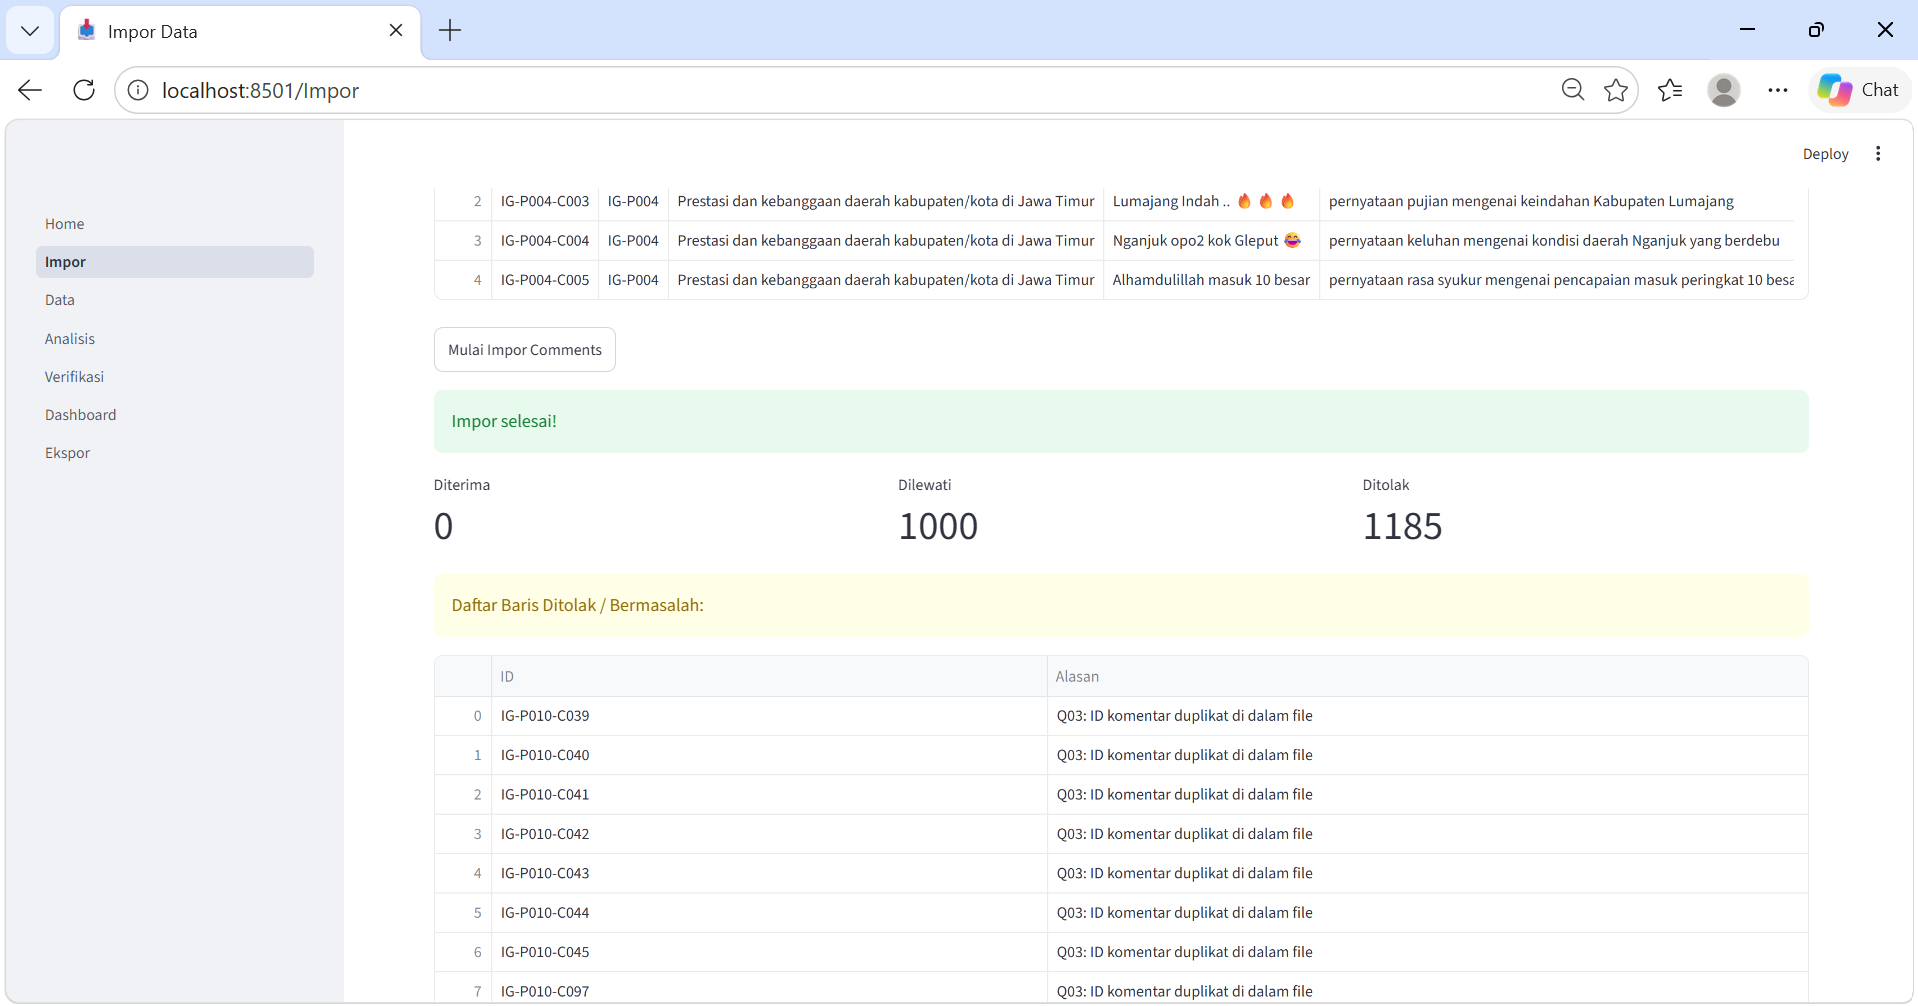 Impor Data
localhost:8501/Impor
Chat
Deploy
Home
Impor
Data
Analisis
Verifikasi
Dashboard
Ekspor
2 IG-P004-C003 IG-P004 Prestasi dan kebanggaan daerah kabupaten/kota di Jawa Timur Lumajang Indah .. 🔥 🔥 🔥 pernyataan pujian mengenai keindahan Kabupaten Lumajang
3 IG-P004-C004 IG-P004 Prestasi dan kebanggaan daerah kabupaten/kota di Jawa Timur Nganjuk opo2 kok Gleput 😂 pernyataan keluhan mengenai kondisi daerah Nganjuk yang berdebu
4 IG-P004-C005 IG-P004 Prestasi dan kebanggaan daerah kabupaten/kota di Jawa Timur Alhamdulillah masuk 10 besar pernyataan rasa syukur mengenai pencapaian masuk peringkat 10 besa
Mulai Impor Comments
Impor selesai!
Diterima Dilewati Ditolak
0 1000 1185
Daftar Baris Ditolak / Bermasalah:
ID Alasan
0 IG-P010-C039 Q03: ID komentar duplikat di dalam file
1 IG-P010-C040 Q03: ID komentar duplikat di dalam file
2 IG-P010-C041 Q03: ID komentar duplikat di dalam file
3 IG-P010-C042 Q03: ID komentar duplikat di dalam file
4 IG-P010-C043 Q03: ID komentar duplikat di dalam file
5 IG-P010-C044 Q03: ID komentar duplikat di dalam file
6 IG-P010-C045 Q03: ID komentar duplikat di dalam file
7 IG-P010-C097 Q03: ID komentar duplikat di dalam file